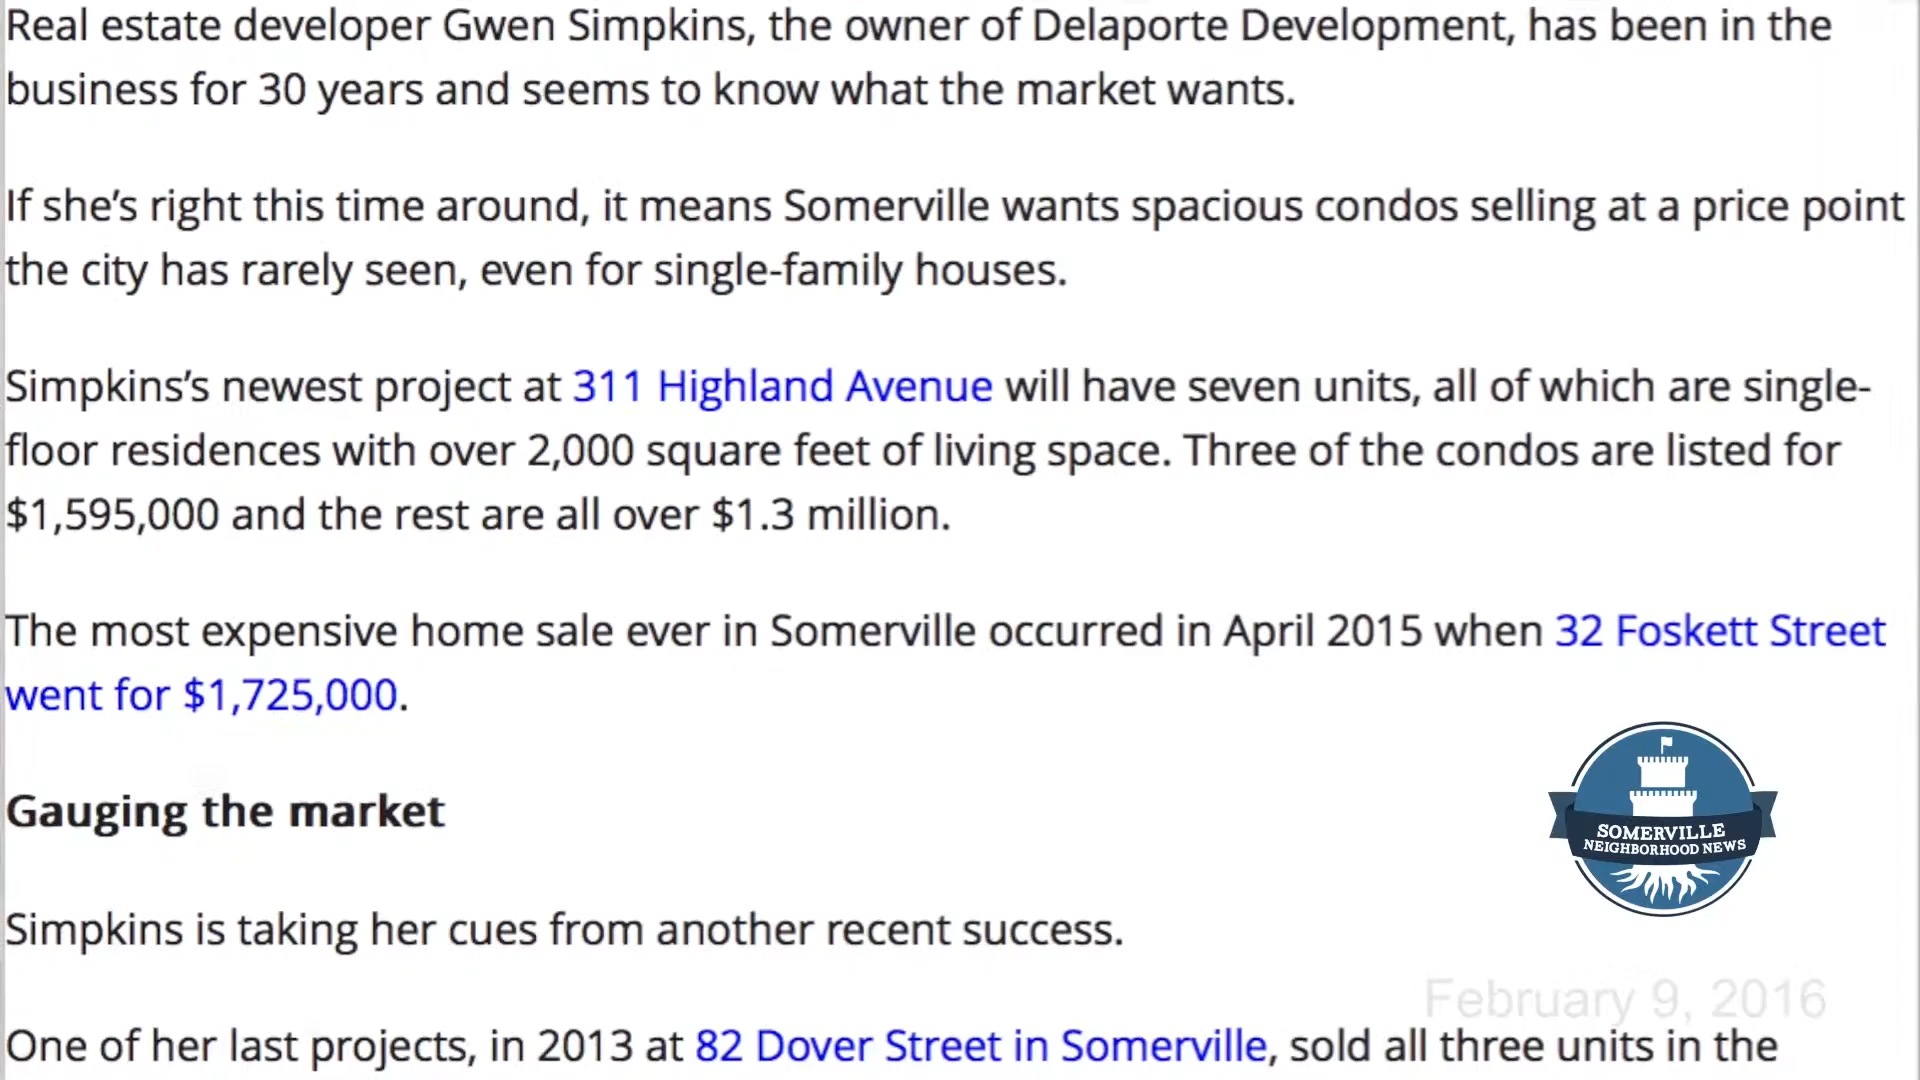 Real estate developer Gwen Simpkins, the owner of Delaporte Development, has been in the
business for 30 years and seems to know what the market wants.
If she’s right this time around, it means Somerville wants spacious condos selling at a price point
the city has rarely seen, even for single-family houses.
Simpkins’s newest project at 311 Highland Avenue will have seven units, all of which are single-
floor residences with over 2,000 square feet of living space. Three of the condos are listed for
$1,595,000 and the rest are all over $1.3 million.
The most expensive home sale ever in Somerville occurred in April 2015 when 32 Foskett Street
went for $1,725,000.
Gauging the market
SOMERVILLE
NEIGHBORHOOD NEWS
Simpkins is taking her cues from another recent success.
February 9, 2016
One of her last projects, in 2013 at 82 Dover Street in Somerville, sold all three units in the